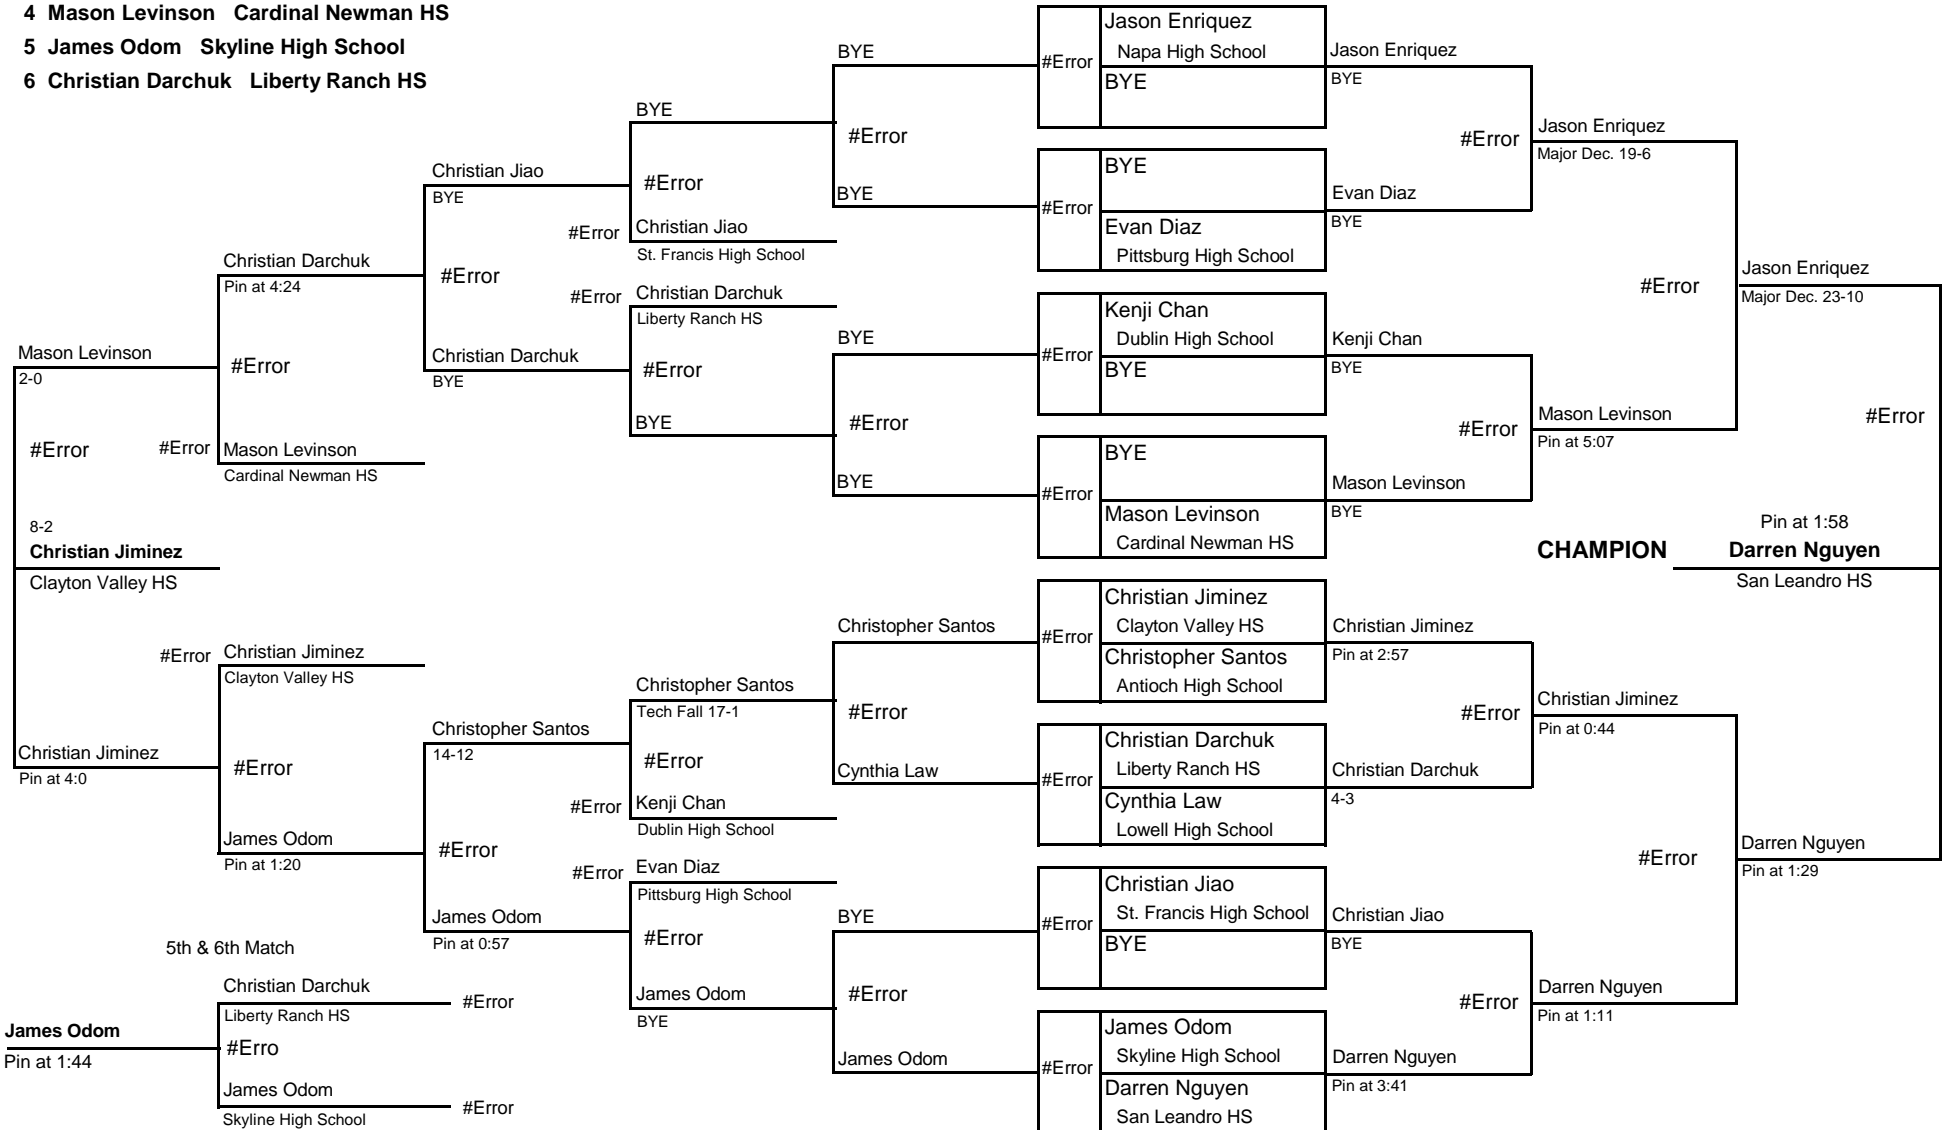 4 Mason Levinson Cardinal Newman HS
5 James Odom Skyline High School
6 Christian Darchuk Liberty Ranch HS
Mason Levinson
2-0
#Error
8-2
Christian Jiminez
Clayton Valley HS
Christian Jiminez
Pin at 4:0
5th & 6th Match
James Odom
Pin at 1:44
Christian Darchuk
Pin at 4:24
#Error
#Error
Mason Levinson
Cardinal Newman HS
#Error
Christian Jiminez
Clayton Valley HS
#Error
James Odom
Pin at 1:20
Christian Darchuk
#Error
Liberty Ranch HS
#Erro
James Odom
#Error
Skyline High School
Christian Jiao
BYE
#Error
Christian Darchuk
BYE
Christopher Santos
14-12
#Error
James Odom
Pin at 0:57
BYE
#Error
#Error
Christian Jiao
St. Francis High School
#Error
Christian Darchuk
Liberty Ranch HS
#Error
BYE
Christopher Santos
Tech Fall 17-1
#Error
#Error
Kenji Chan
Dublin High School
#Error
Evan Diaz
Pittsburg High School
#Error
James Odom
BYE
BYE
#Error
BYE
BYE
#Error
BYE
Christopher Santos
#Error
Cynthia Law
BYE
#Error
James Odom
#Error
Jason Enriquez
Napa High School
BYE
#Error
BYE
Evan Diaz
Pittsburg High School
#Error
Kenji Chan
Dublin High School
BYE
#Error
BYE
Mason Levinson
Cardinal Newman HS
#Error
Christian Jiminez
Clayton Valley HS
Christopher Santos
Antioch High School
#Error
Christian Darchuk
Liberty Ranch HS
Cynthia Law
Lowell High School
#Error
Christian Jiao
St. Francis High School
BYE
#Error
James Odom
Skyline High School
Darren Nguyen
San Leandro HS
Jason Enriquez
BYE
#Error
Evan Diaz
BYE
Kenji Chan
BYE
#Error
Mason Levinson
BYE
Christian Jiminez
Pin at 2:57
#Error
Christian Darchuk
4-3
Christian Jiao
BYE
#Error
Darren Nguyen
Pin at 3:41
Jason Enriquez
Major Dec. 19-6
#Error
Mason Levinson
Pin at 5:07
Christian Jiminez
Pin at 0:44
#Error
Darren Nguyen
Pin at 1:11
Jason Enriquez
Major Dec. 23-10
#Error
Pin at 1:58
CHAMPION Darren Nguyen
San Leandro HS
Darren Nguyen
Pin at 1:29